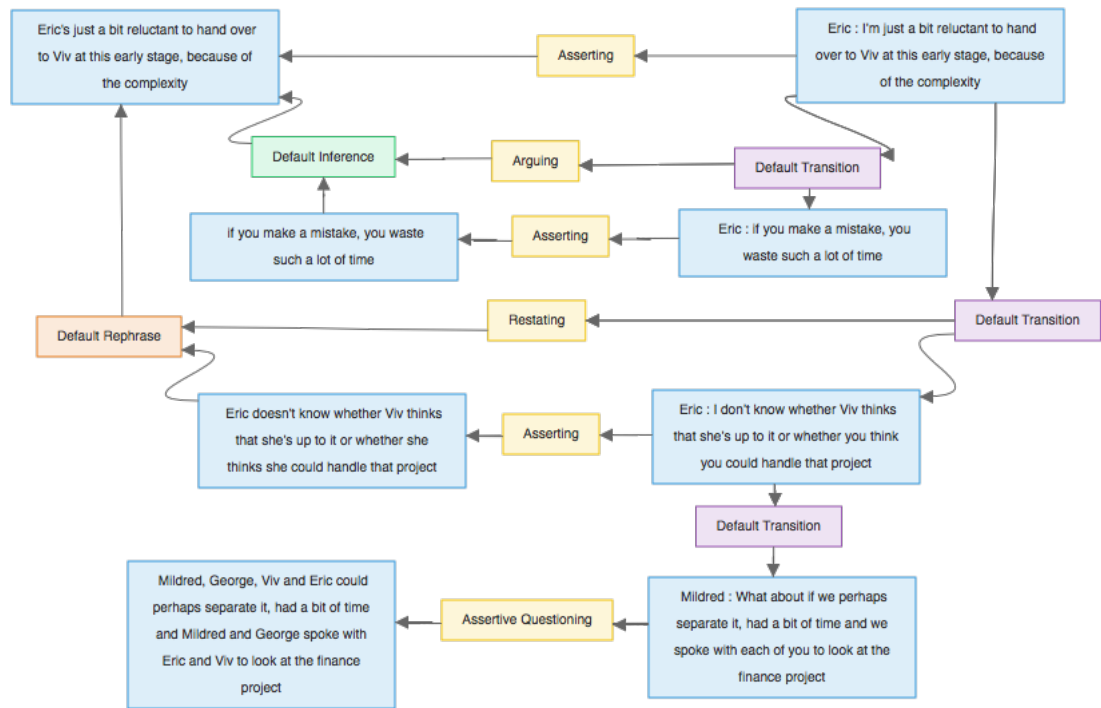 Eric's just a bit reluctant to hand over
to Viv at this early stage, because of
the complexity
Asserting
Eric : I'm just a bit reluctant to hand
over to Viv at this early stage, because
of the complexity
Default Inference
Arguing
Default Transition
if you make a mistake, you waste
such a lot of time
Asserting
Eric : if you make a mistake, you
waste such a lot of time
Default Rephrase
Restating
Default Transition
Eric doesn't know whether Viv thinks
that she's up to it or whether she
thinks she could handle that project
Asserting
Eric : I don't know whether Viv thinks
that she's up to it or whether you think
you could handle that project
Default Transition
Mildred, George, Viv and Eric could
perhaps separate it, had a bit of time
and Mildred and George spoke with
Eric and Viv to look at the finance
project
Assertive Questioning
Mildred : What about if we perhaps
separate it, had a bit of time and we
spoke with each of you to look at the
finance project